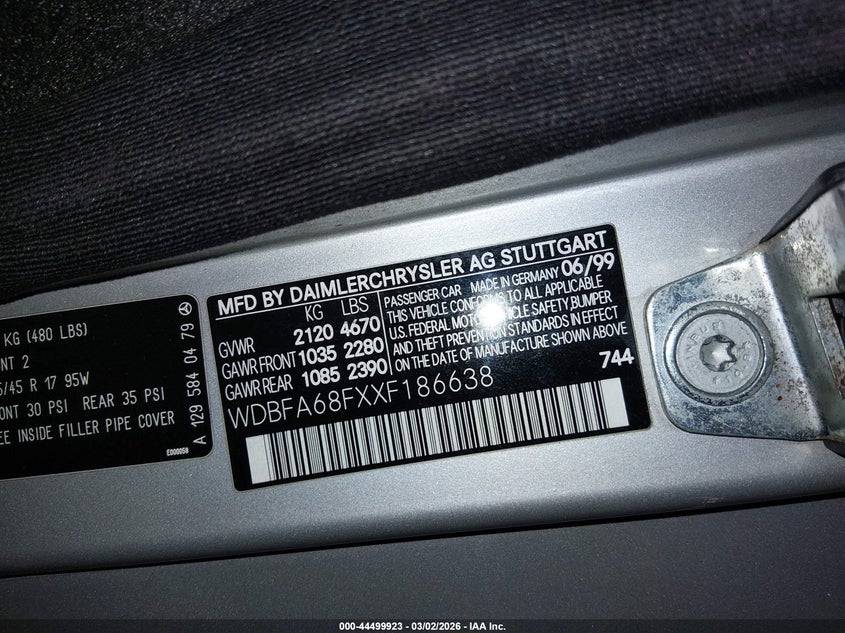 KG (480 LBS)
NT 2
5/45 R 17 95W
ONT 30 PSI REAR 35 PSI
EE INSIDE FILLER PIPE COVER
E000058
A 129 584 04 79
MFD BY DAIMLERCHRYSLER AG STUTTGART
KG LBS
GVWR 2120 4670
GAWR FRONT 1035 2280
GAWR REAR 1085 2390
PASSENGER CAR MADE IN GERMANY 06/99
THIS VEHICLE CONFORMS TO ALL APPLICABLE
U.S. FEDERAL MOTOR VEHICLE SAFETY, BUMPER
AND THEFT PREVENTION STANDARDS IN EFFECT
ON THE DATE OF MANUFACTURE SHOWN ABOVE
744
WDBFA68FXXF186638
000-44499923 - 03/02/2026 - IAA Inc.